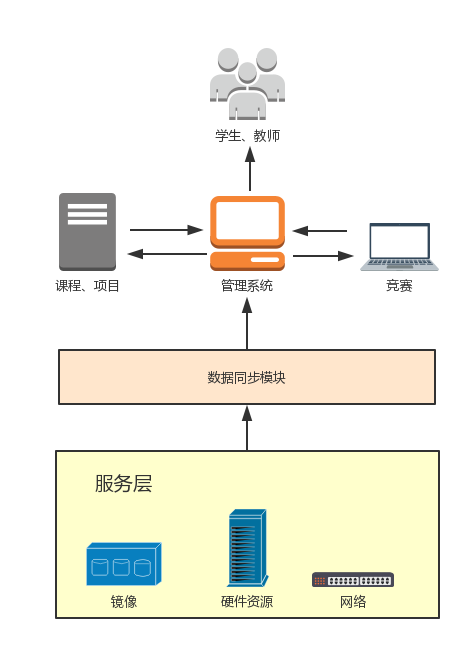 学生、教师
课程、项目
管理系统
竞赛
数据同步模块
服务层
镜像
硬件资源
网络